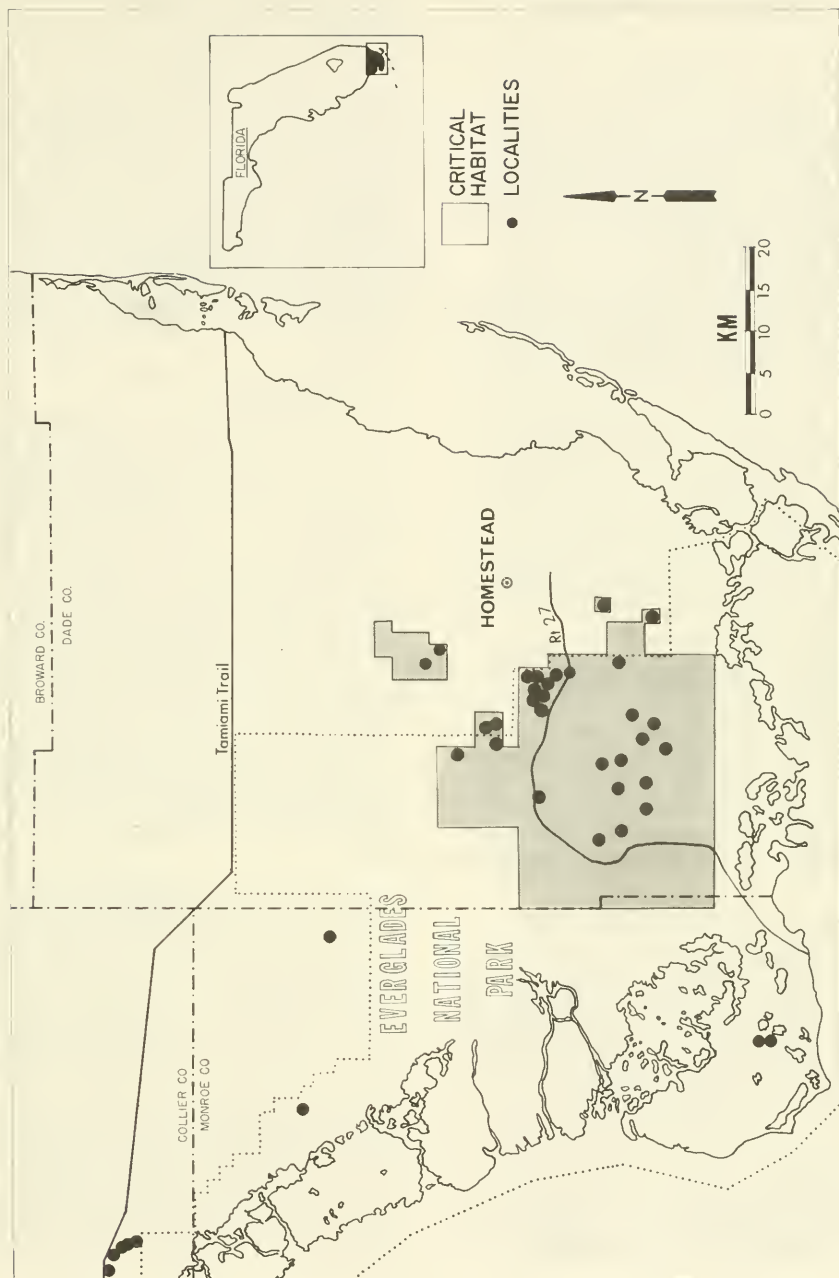 FLORIDA
CRITICAL
HABITAT
LOCALITIES
N
KM
0 5 10 15 20
BROWARD CO.
DADE CO.
Tamiami Trail
COLLIER CO
MONROE CO
HOMESTEAD
Rt 27
EVERGLADES
NATIONAL
PARK